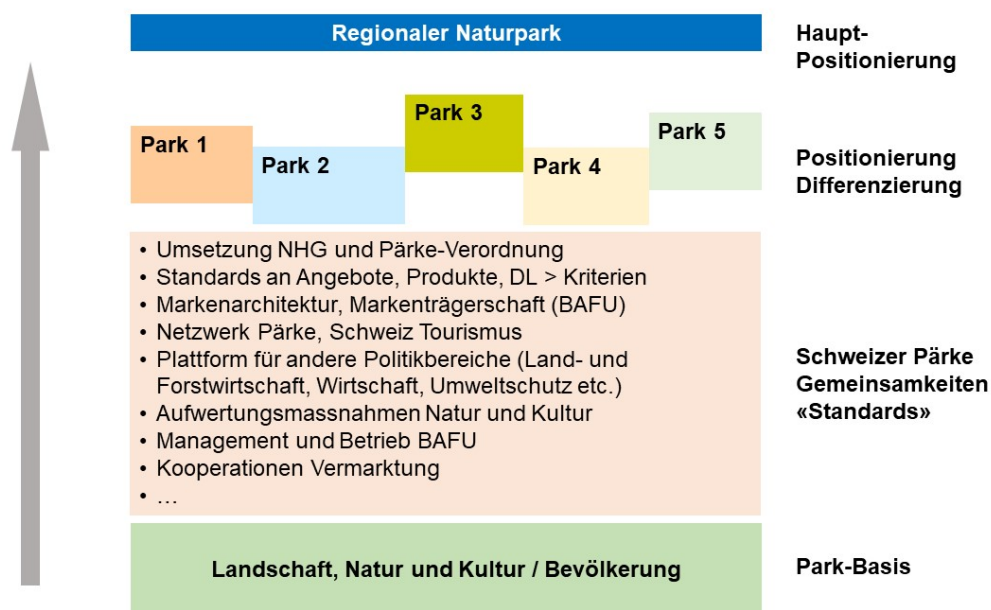 Regionaler Naturpark
Haupt-
Positionierung
Park 1
Park 2
Park 3
Park 4
Park 5
Positionierung
Differenzierung
• Umsetzung NHG und Pärke-Verordnung
• Standards an Angebote, Produkte, DL > Kriterien
• Markenarchitektur, Markenträgerschaft (BAFU)
• Netzwerk Pärke, Schweiz Tourismus
• Plattform für andere Politikbereiche (Land- und
Forstwirtschaft, Wirtschaft, Umweltschutz etc.)
• Aufwertungsmassnahmen Natur und Kultur
• Management und Betrieb BAFU
• Kooperationen Vermarktung
• …
Schweizer Pärke
Gemeinsamkeiten
«Standards»
Landschaft, Natur und Kultur / Bevölkerung
Park-Basis